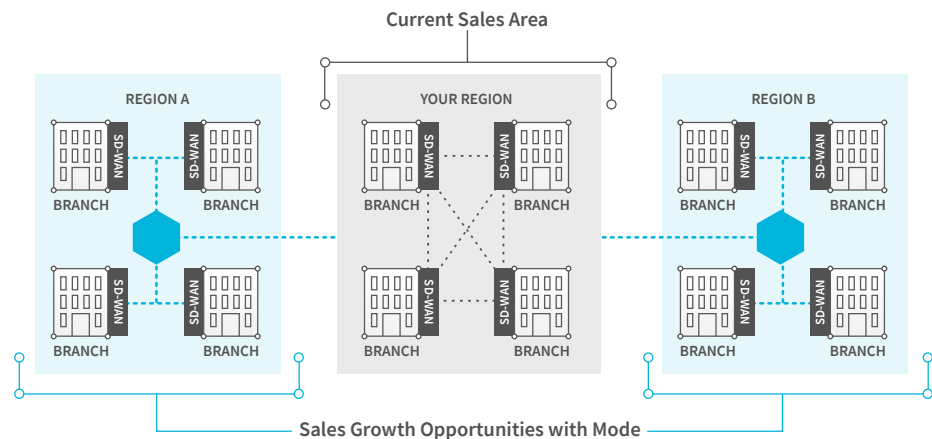 Current Sales Area
REGION A
YOUR REGION
REGION B
SD-WAN
SD-WAN
SD-WAN
SD-WAN
SD-WAN
SD-WAN
BRANCH
BRANCH
BRANCH
BRANCH
BRANCH
BRANCH
SD-WAN
SD-WAN
SD-WAN
SD-WAN
SD-WAN
SD-WAN
BRANCH
BRANCH
BRANCH
BRANCH
BRANCH
BRANCH
Sales Growth Opportunities with Mode